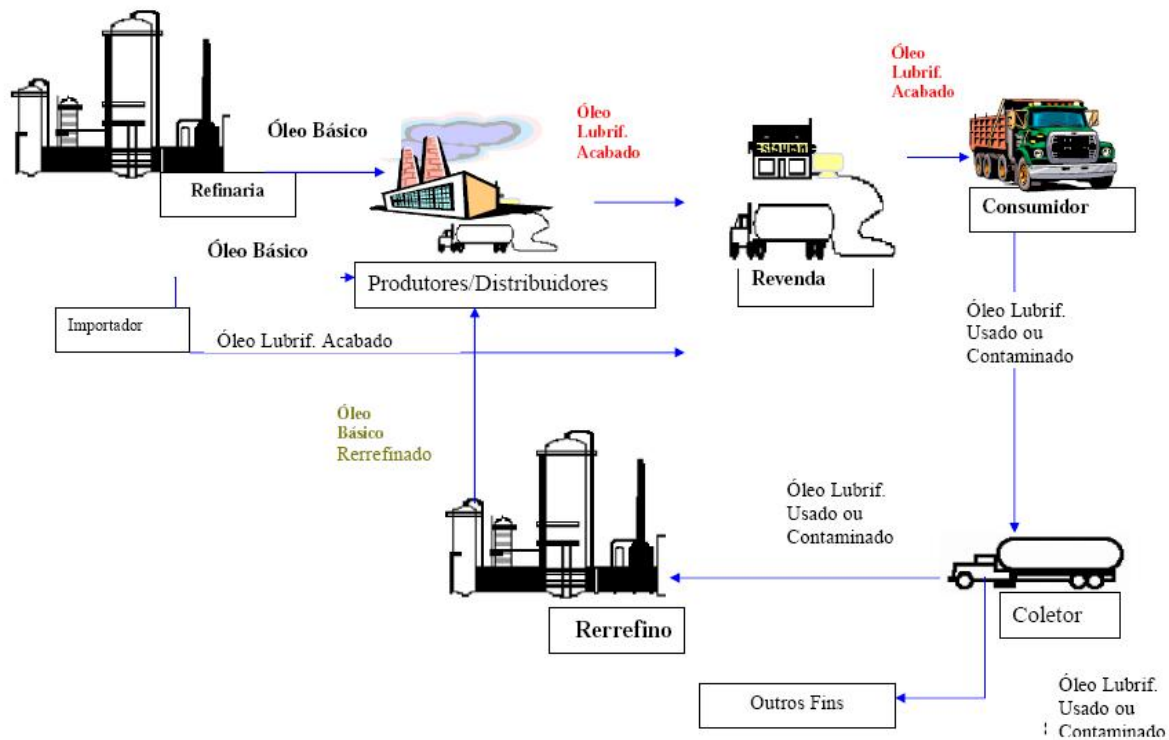 Óleo
Lubrif.
Acabado
Óleo
Lubrif.
Acabado
Óleo Básico
Restaurante
Refinaria
Consumidor
Óleo Básico
Produtores/Distribuidores
Revenda
Importador
Óleo Lubrif. Acabado
Óleo Lubrif.
Usado ou
Contaminado
Óleo
Básico
Rerrefinado
Óleo Lubrif.
Usado ou
Contaminado
Rerrefino
Coletor
Outros Fins
Óleo Lubrif.
Usado ou
Contaminado